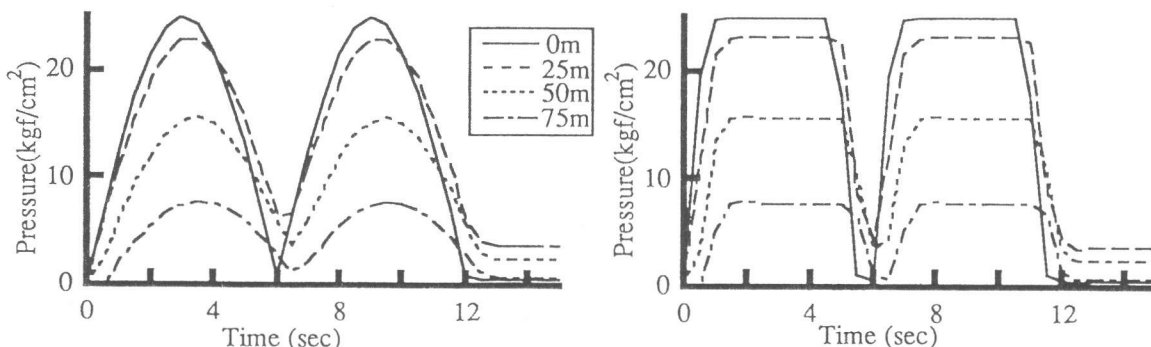 Pressure(kgf/cm²)
20
10
0
0 4 8 12
Time (sec)
0m
25m
50m
75m
Pressure(kgf/cm²)
20
10
0
0 4 8 12
Time (sec)